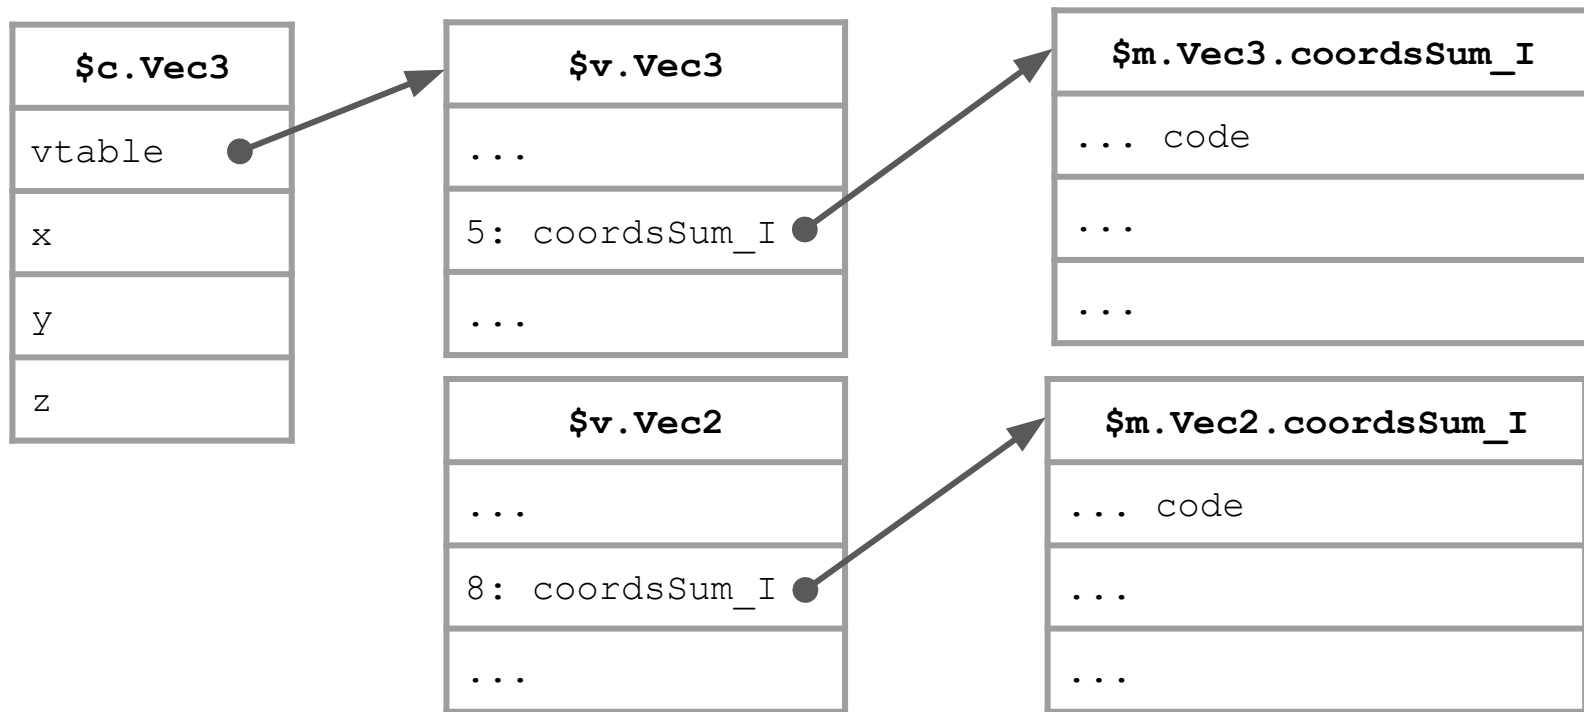 $c.Vec3
vtable
x
y
z
$v.Vec3
...
5: coordsSum_I
...
$m.Vec3.coordsSum_I
... code
...
...
$v.Vec2
...
8: coordsSum_I
...
$m.Vec2.coordsSum_I
... code
...
...